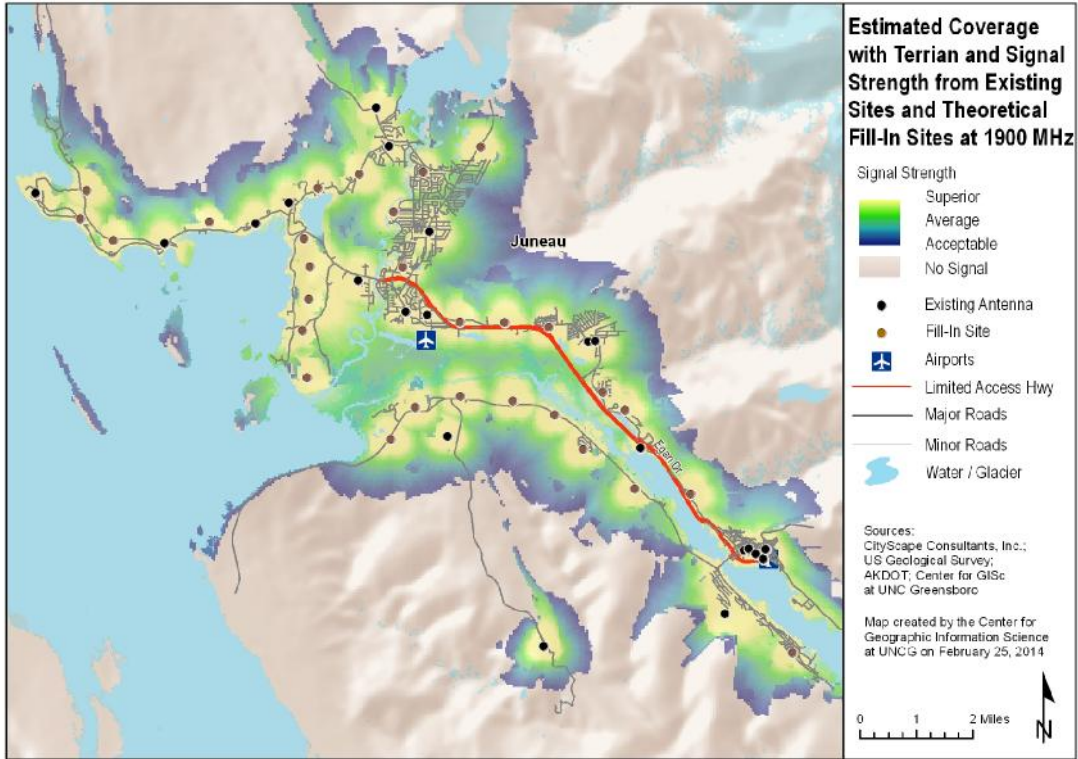 Juneau
Egan Dr
Estimated Coverage
with Terrian and Signal
Strength from Existing
Sites and Theoretical
Fill-In Sites at 1900 MHz
Signal Strength
Superior
Average
Acceptable
No Signal
Existing Antenna
Fill-In Site
Airports
Limited Access Hwy
Major Roads
Minor Roads
Water / Glacier
Sources:
CityScape Consultants, Inc.;
US Geological Survey;
AKDOT; Center for GISc
at UNC Greensboro
Map created by the Center for
Geographic Information Science
at UNCG on February 25, 2014
0 1 2 Miles
N